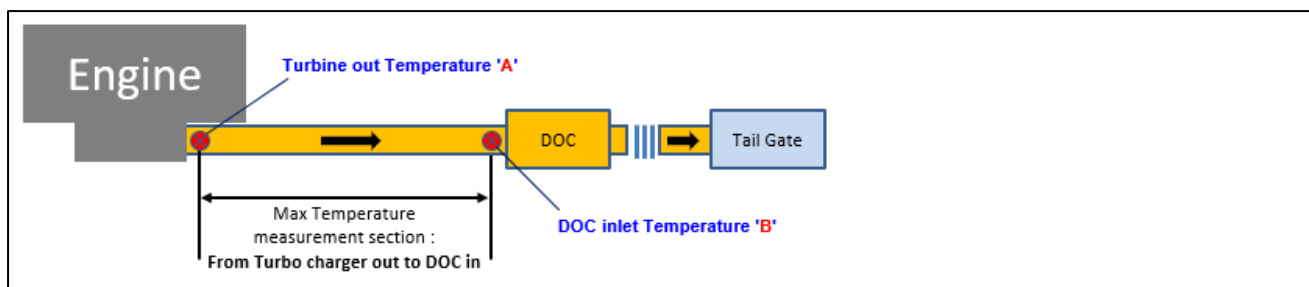 Engine
Turbine out Temperature 'A'
DOC
Tail Gate
Max Temperature
measurement section :
From Turbo charger out to DOC in
DOC inlet Temperature 'B'